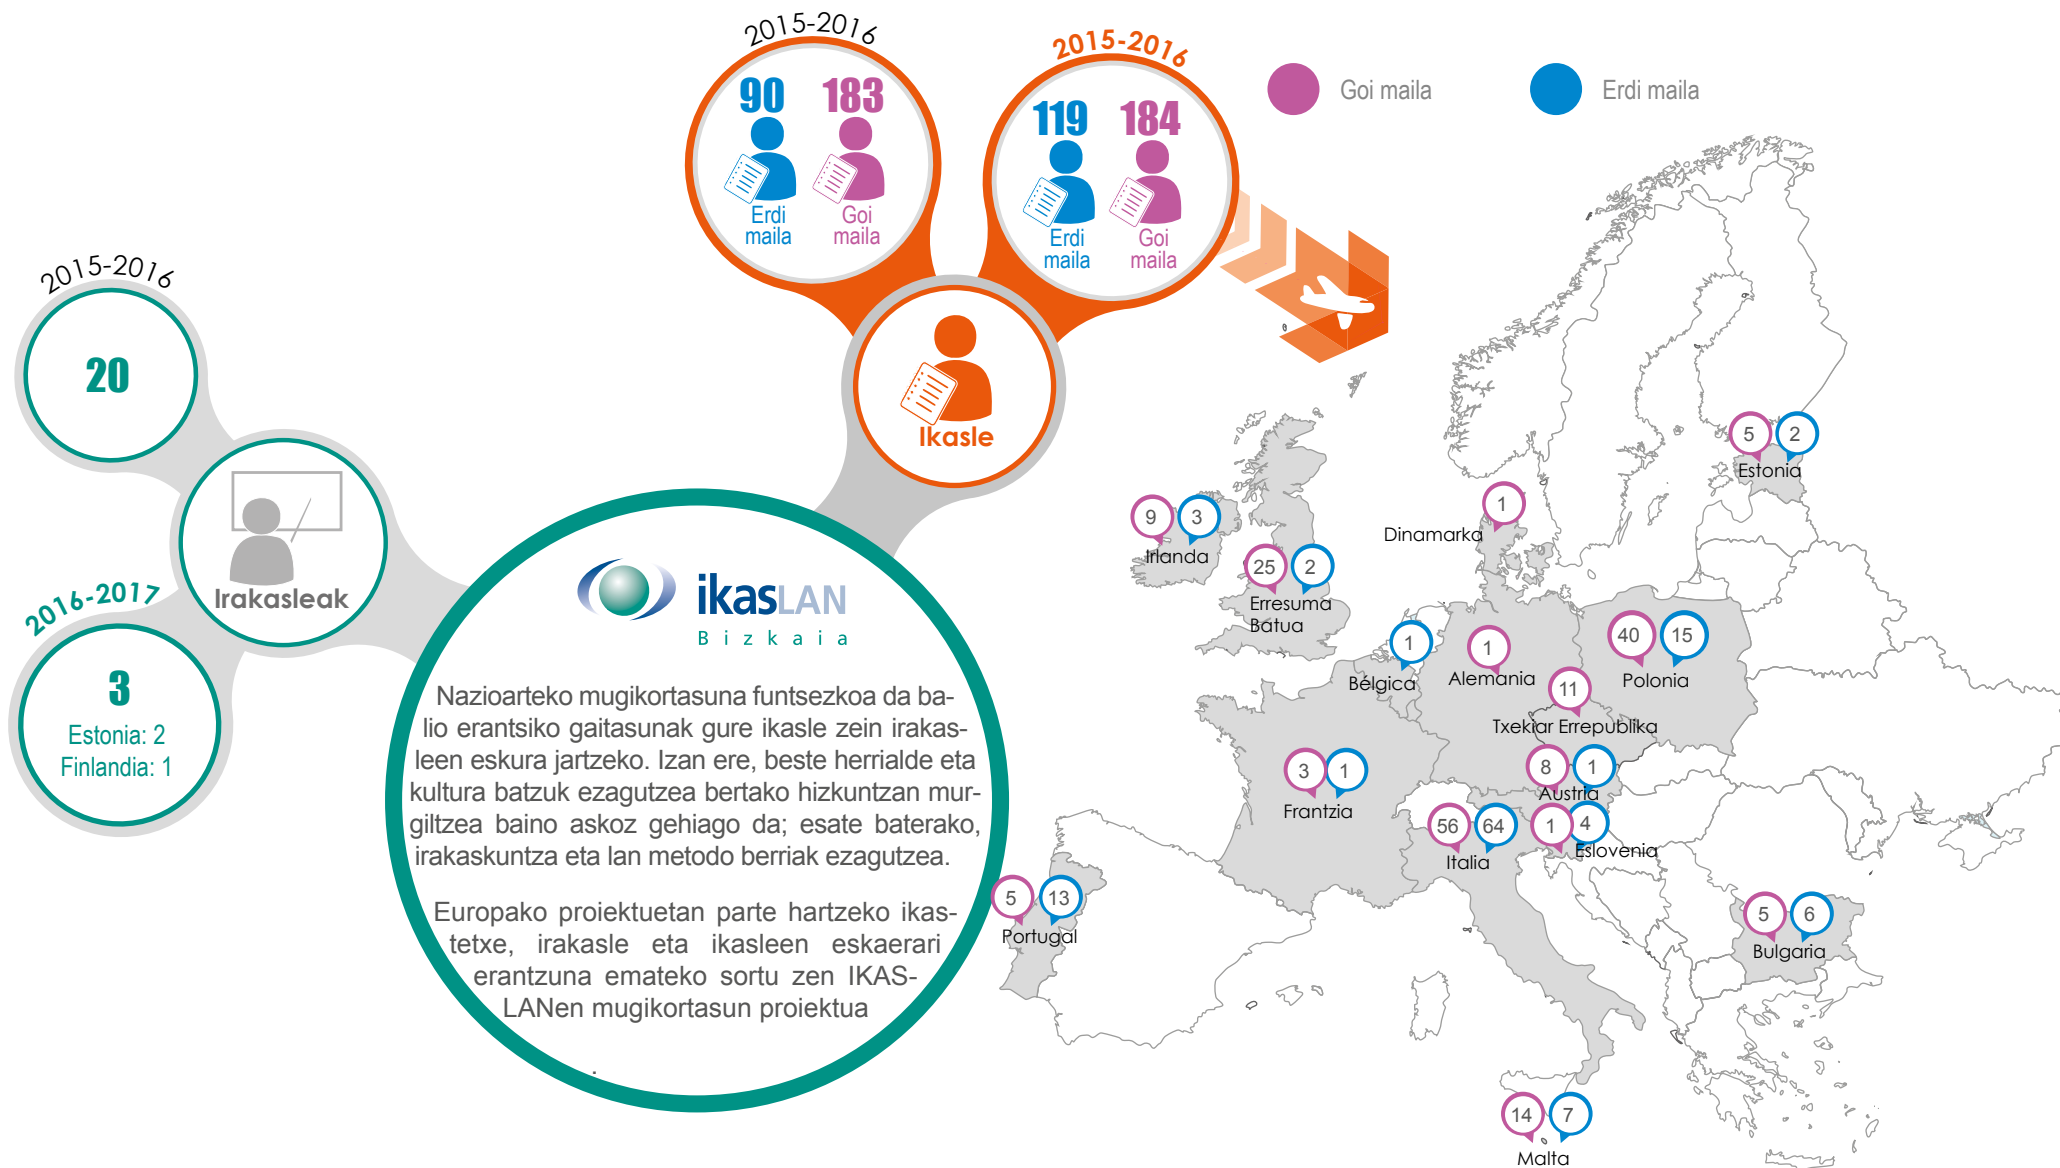 2015-2016
90
183
Erdi
maila
Goi
maila
2015-2016
119
184
Erdi
maila
Goi
maila
Goi maila
Erdi maila
Ikasle
2015-2016
20
Irakasleak
2016-2017
3
Estonia: 2
Finlandia: 1
ikasLAN
Bizkaia
Nazioarteko mugikortasuna funtsezkoa da ba-
lio erantsiko gaitasunak gure ikasle zein irakas-
leen eskura jartzeko. Izan ere, beste herrialde eta
kultura batzuk ezagutzea bertako hizkuntzan mur-
giltzea baino askoz gehiago da; esate baterako,
irakaskuntza eta lan metodo berriak ezagutzea.
Europako proiektuetan parte hartzeko ikas-
tetxe, irakasle eta ikasleen eskaerari
erantzuna emateko sortu zen IKAS-
LANen mugikortasun proiektua
.
5
2
Estonia
1
Dinamarka
9
3
Irlanda
25
2
Erresuma
Batua
1
Bélgica
1
Alemania
40
15
Polonia
11
Txekiar Errepublika
8
1
Austria
3
1
Frantzia
56
64
Italia
1
4
Eslovenia
5
13
Portugal
5
6
Bulgaria
14
7
Malta